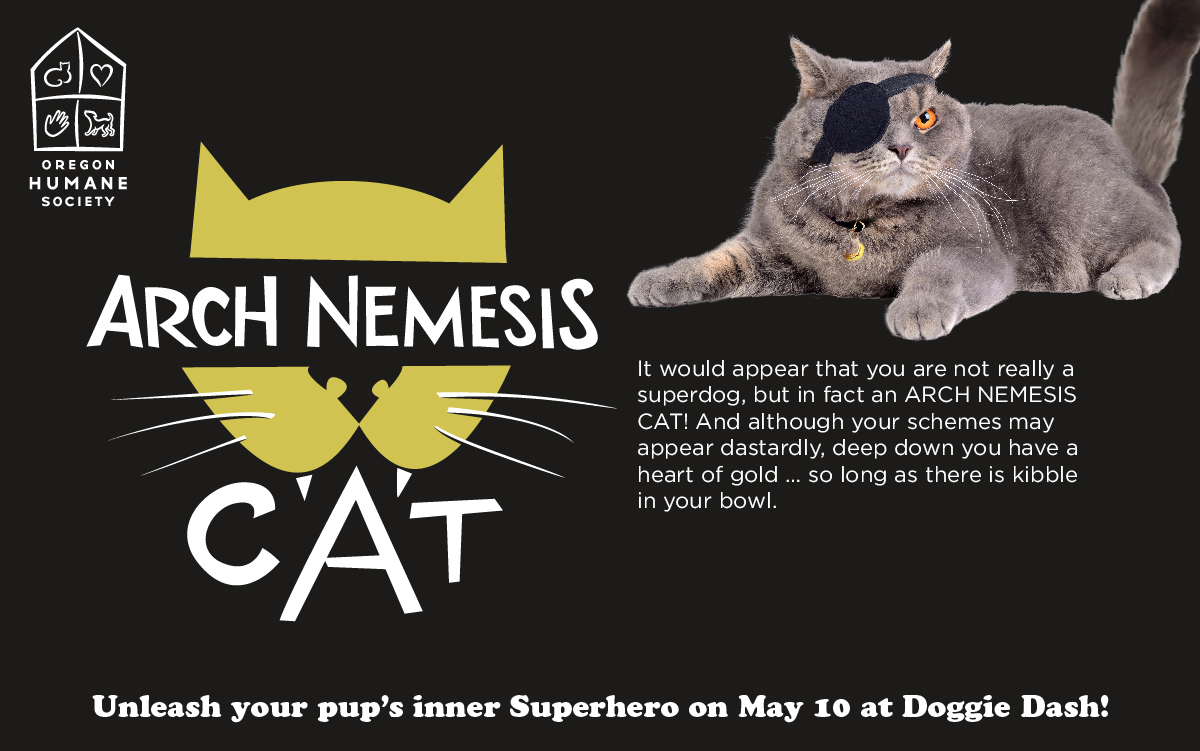 OREGON
HUMANE
SOCIETY
ARCH NEMESIS
CAT
It would appear that you are not really a
superdog, but in fact an ARCH NEMESIS
CAT! And although your schemes may
appear dastardly, deep down you have a
heart of gold ... so long as there is kibble
in your bowl.
Unleash your pup’s inner Superhero on May 10 at Doggie Dash!